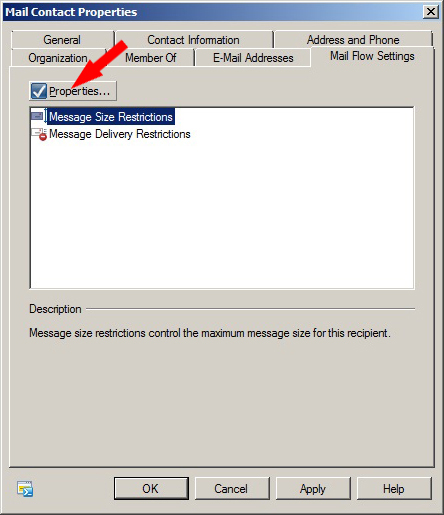 Mail Contact Properties
General Contact Information Address and Phone
Organization Member Of E-Mail Addresses Mail Flow Settings
Properties...
Message Size Restrictions
Message Delivery Restrictions
Description
Message size restrictions control the maximum message size for this recipient.
OK Cancel Apply Help